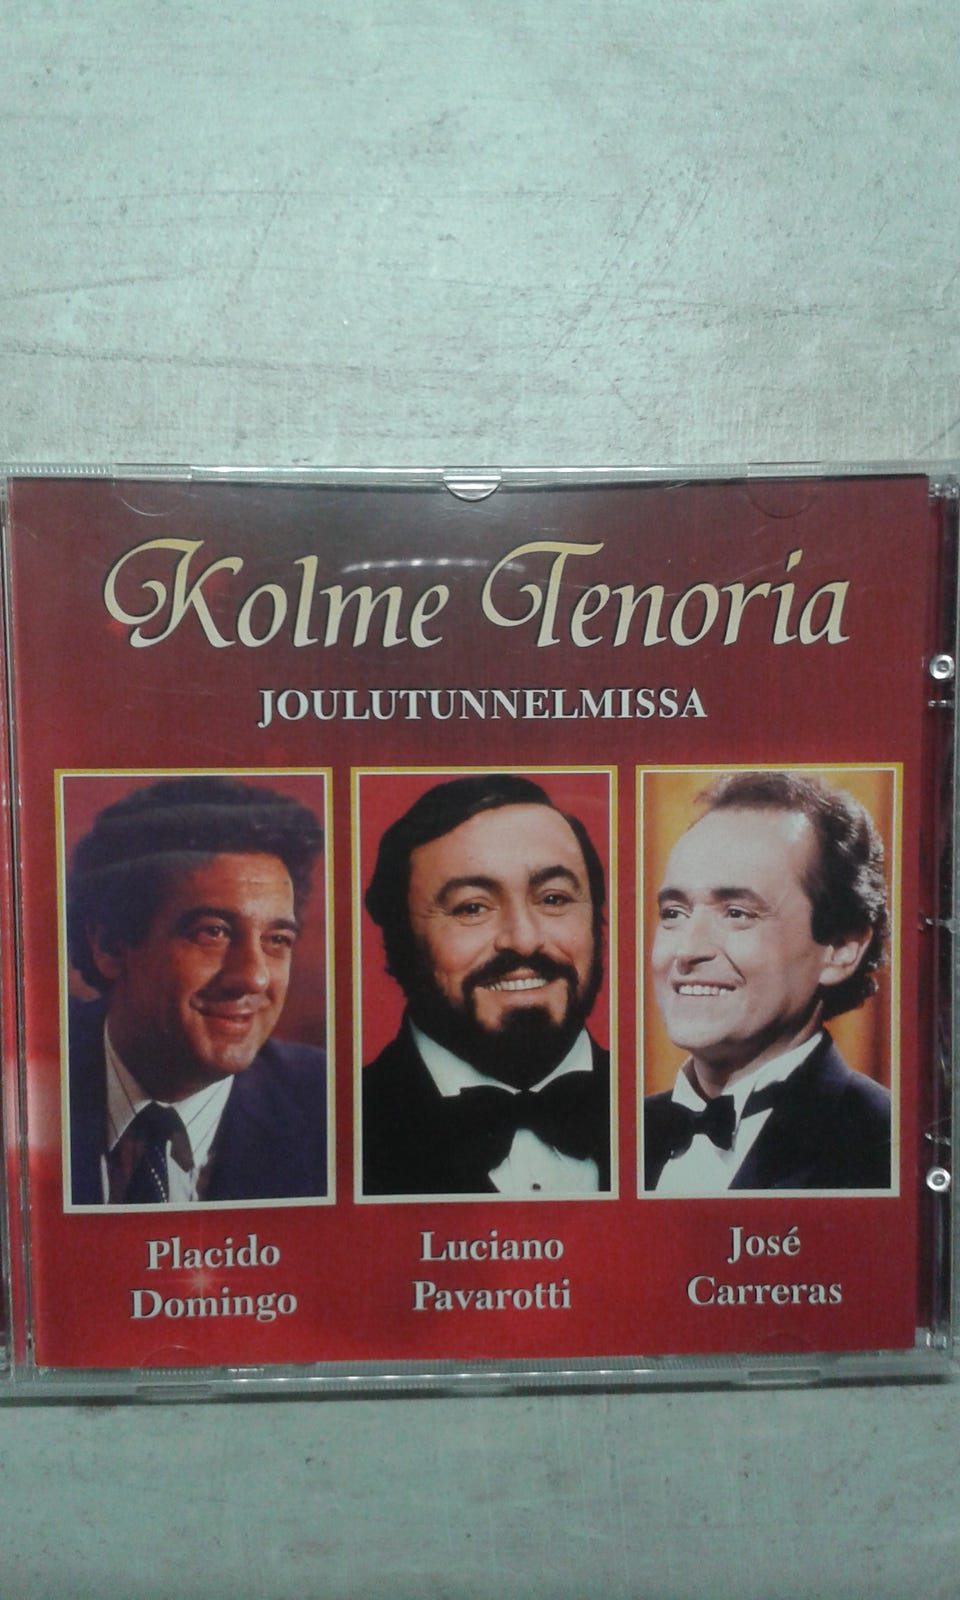 Kolme Tenoria
JOULUTUNNELMISSA
Placido
Domingo
Luciano
Pavarotti
José
Carreras